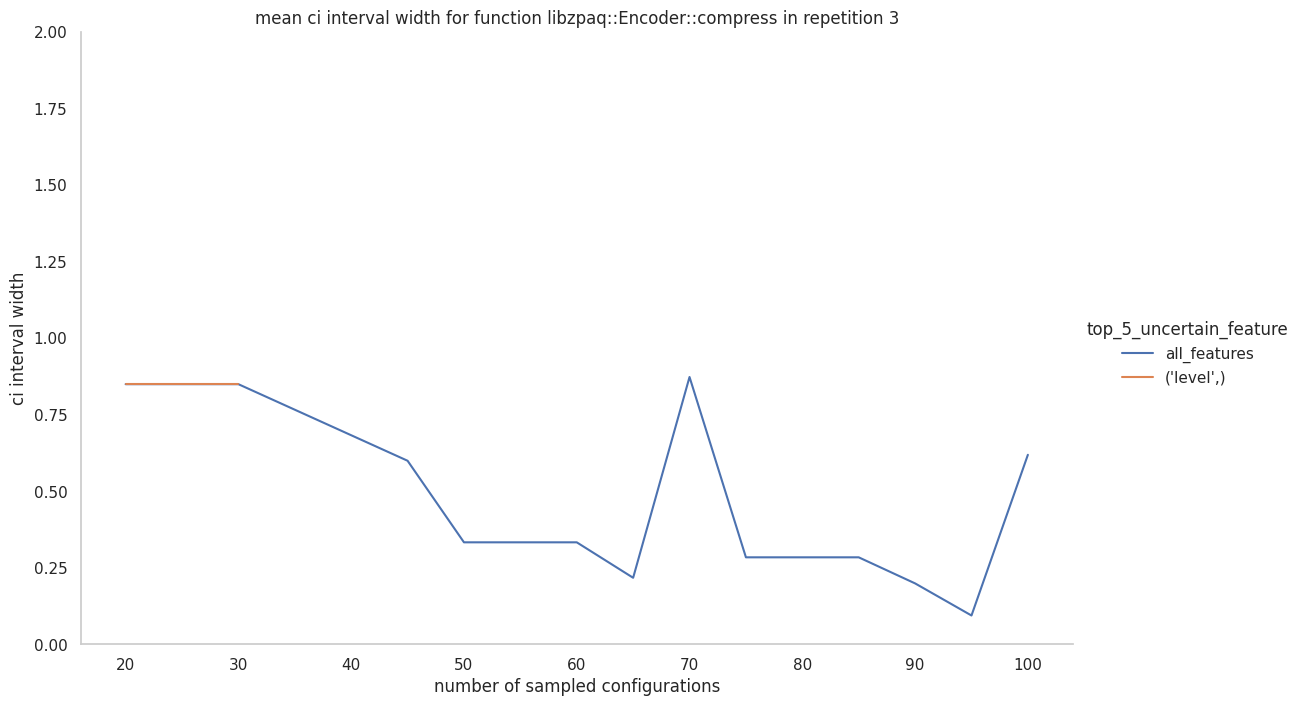 mean ci interval width for function libzpaq::Encoder::compress in repetition 3
2.00
1.75
1.50
1.25
1.00
0.75
0.50
0.25
0.00
ci interval width
20 30 40 50 60 70 80 90 100
number of sampled configurations
top_5_uncertain_feature
all_features
('level',)